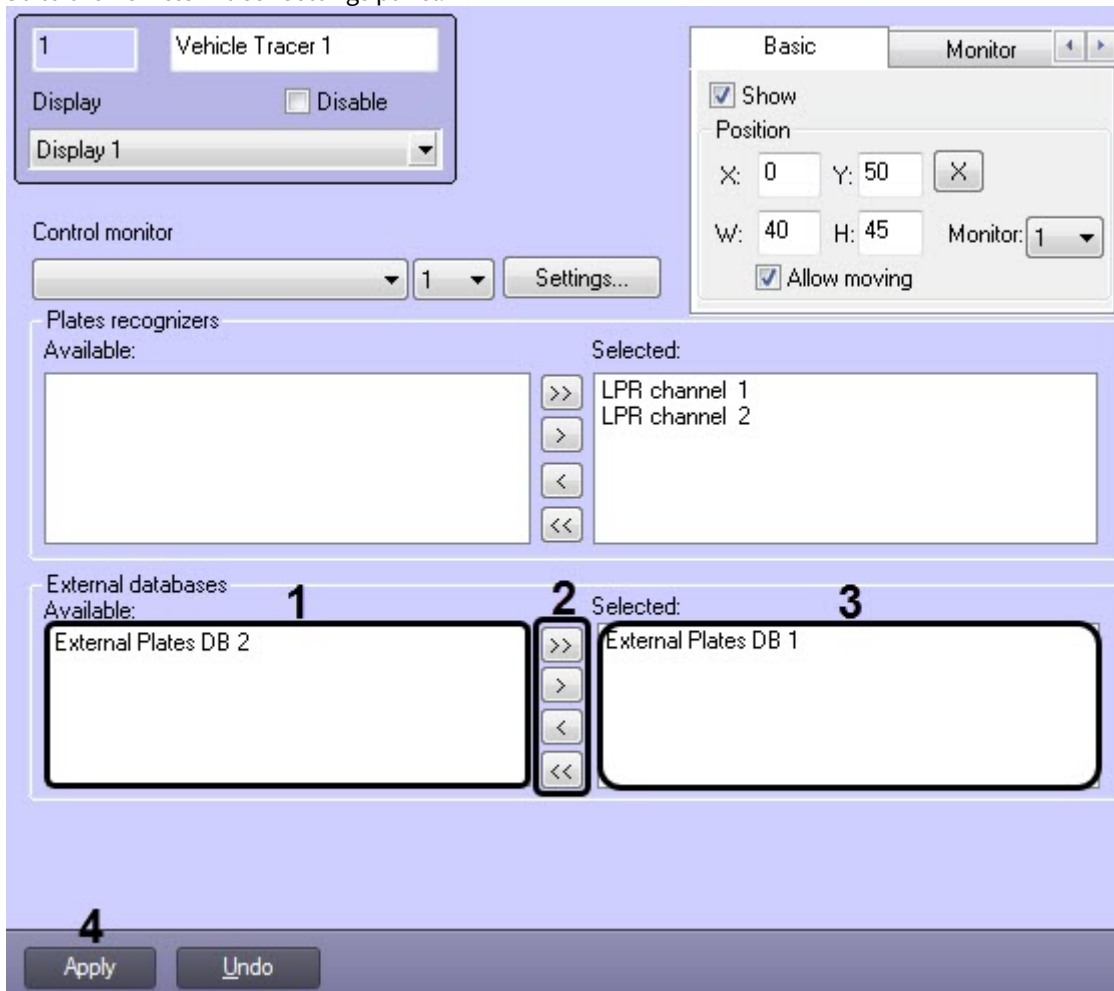 1 Vehicle Tracer 1
Display Disable
Display 1
Basic Monitor
Show
Position
X: 0 Y: 50 X
W: 40 H: 45 Monitor: 1
Allow moving
Control monitor
1 Settings...
Plates recognizers
Available: Selected:
>> LPR channel 1
LPR channel 2
>
<
<<
External databases
Available: 1 2 Selected: 3
External Plates DB 2 >> External Plates DB 1
>
<
<<
4
Apply Undo